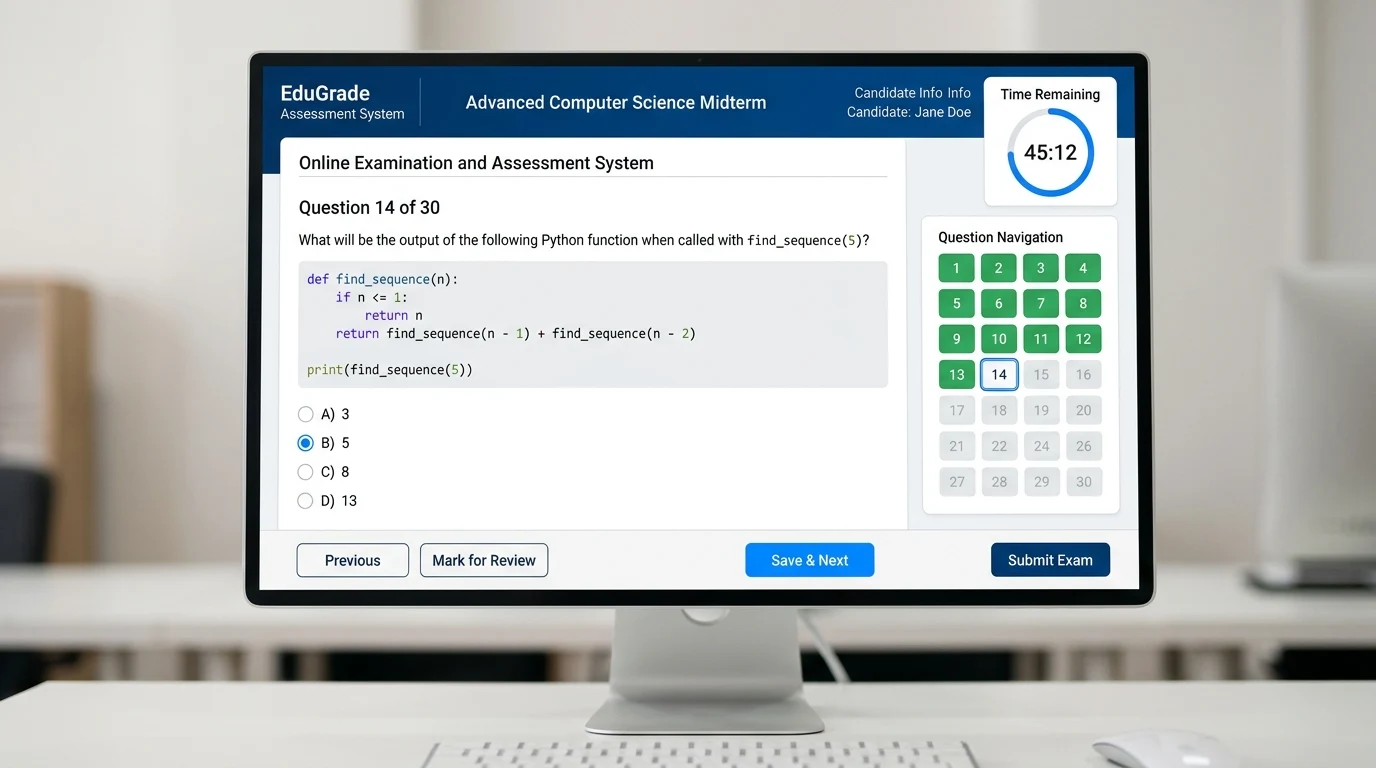 EduGrade
Assessment System
Advanced Computer Science Midterm
Candidate Info Info
Candidate: Jane Doe
Time Remaining
45:12
Online Examination and Assessment System
Question 14 of 30
What will be the output of the following Python function when called with find_sequence(5)?
def find_sequence(n):
    if n <= 1:
        return n
    return find_sequence(n - 1) + find_sequence(n - 2)
print(find_sequence(5))
A) 3
B) 5
C) 8
D) 13
Question Navigation
1 2 3 4
5 6 7 8
9 10 11 12
13 14 15 16
17 18 19 20
21 22 24 26
27 28 29 30
Previous
Mark for Review
Save & Next
Submit Exam